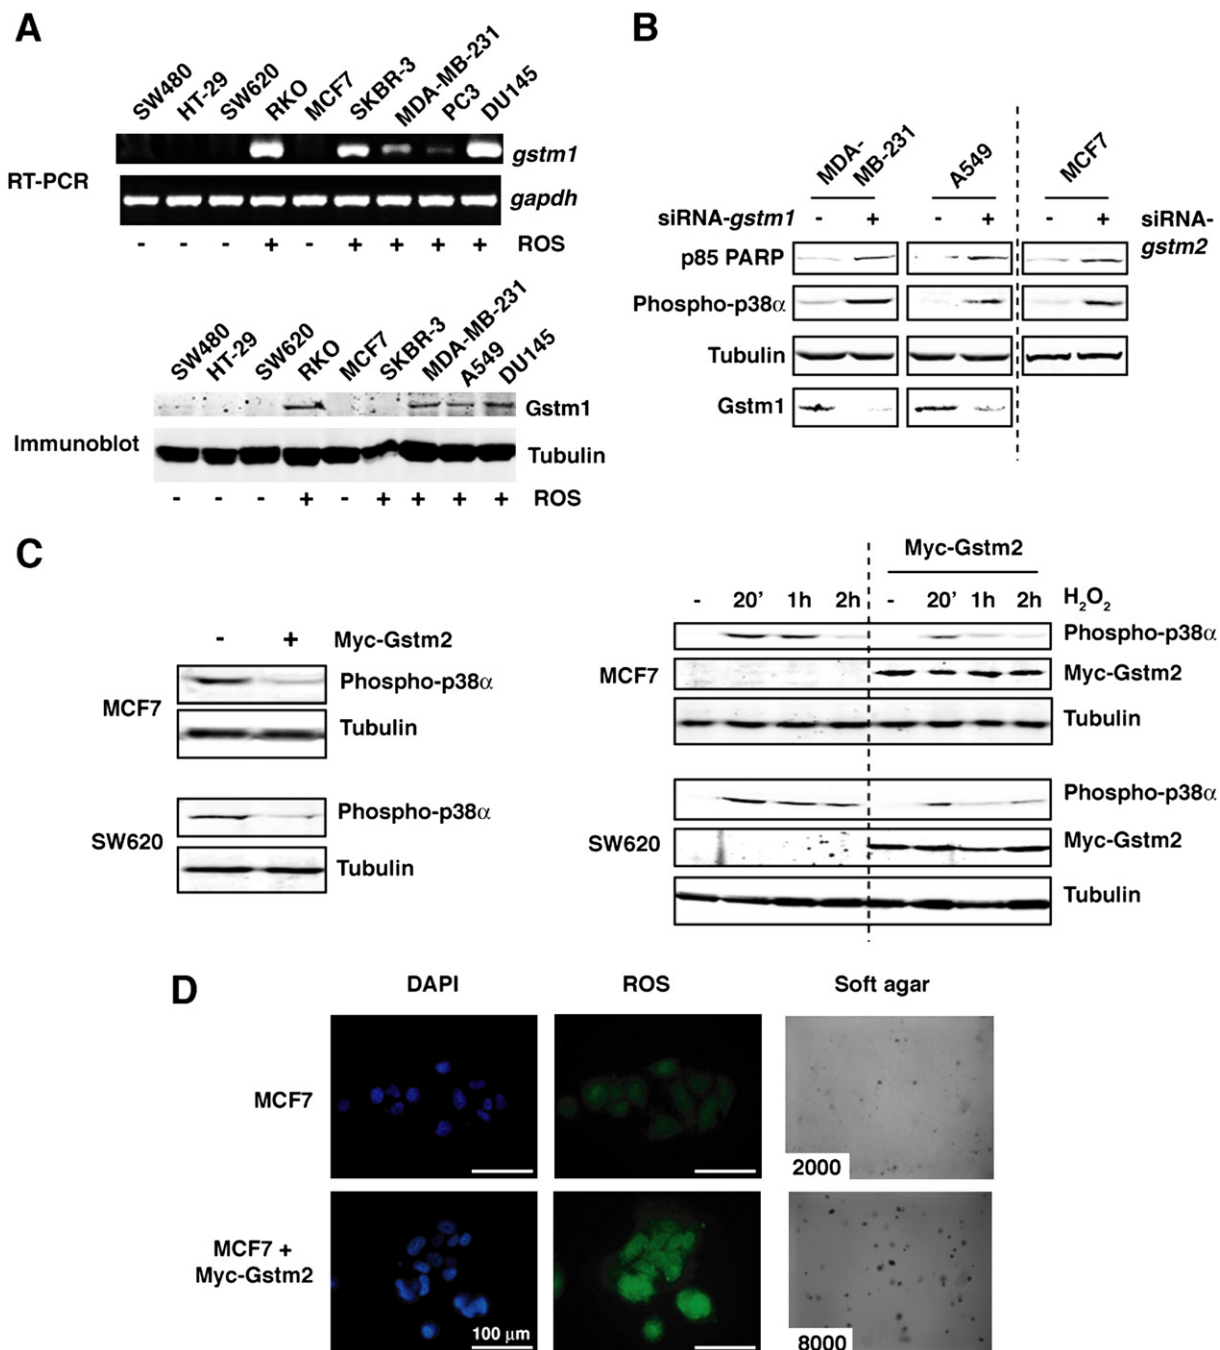 A
SW480 HT-29 SW620 RKO MCF7 SKBR-3 MDA-MB-231 PC3 DU145
RT-PCR
gstm1
gapdh
- - - + - + + + + ROS
SW480 HT-29 SW620 RKO MCF7 SKBR-3 MDA-MB-231 A549 DU145
Immunoblot
Gstm1
Tubulin
- - - + - + + + + ROS
B
MDA-MB-231 A549 MCF7
siRNA-gstm1 - + - + - + siRNA-gstm2
p85 PARP
Phospho-p38α
Tubulin
Gstm1
C
- + Myc-Gstm2
MCF7
Phospho-p38α
Tubulin
SW620
Phospho-p38α
Tubulin
Myc-Gstm2
- 20' 1h 2h - 20' 1h 2h H₂O₂
MCF7
Phospho-p38α
Myc-Gstm2
Tubulin
SW620
Phospho-p38α
Myc-Gstm2
Tubulin
D
DAPI ROS Soft agar
MCF7
2000
MCF7 +
Myc-Gstm2
100 µm
8000